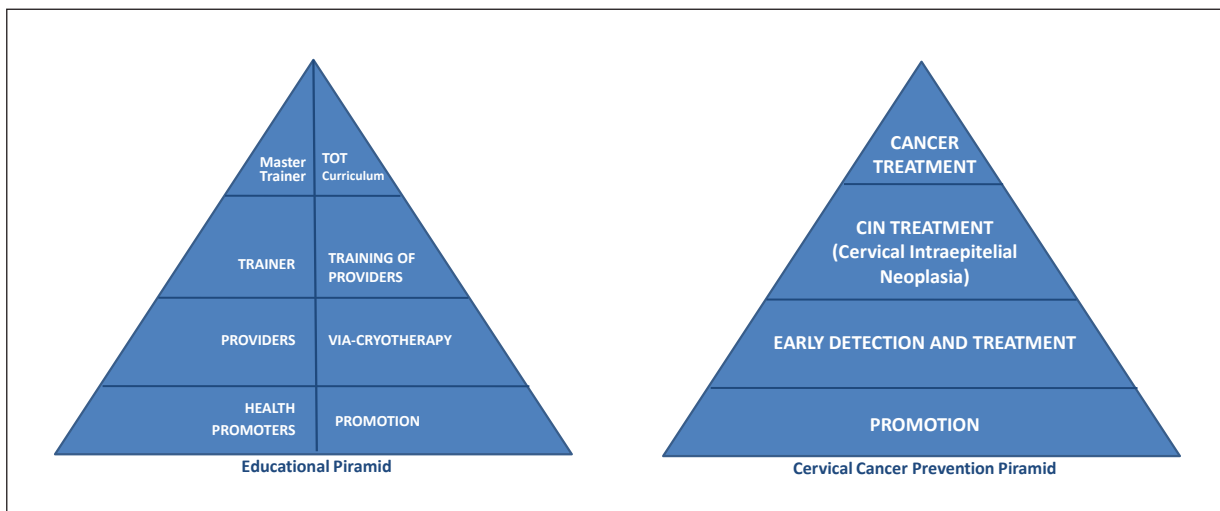 Master
Trainer
TOT
Curriculum
TRAINER
TRAINING OF
PROVIDERS
PROVIDERS
VIA-CRYOTHERAPY
HEALTH
PROMOTERS
PROMOTION
Educational Piramid
CANCER
TREATMENT
CIN TREATMENT
(Cervical Intraepitelial
Neoplasia)
EARLY DETECTION AND TREATMENT
PROMOTION
Cervical Cancer Prevention Piramid